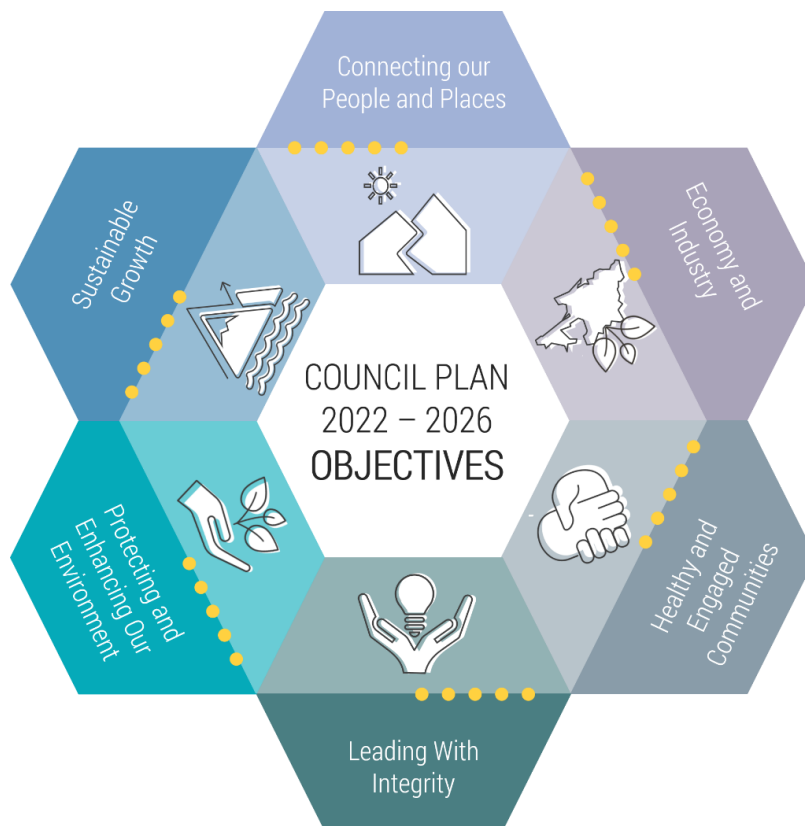 Connecting our
People and Places
Economy and
Industry
Healthy and
Engaged
Communities
Leading With
Integrity
Protecting and
Enhancing Our
Environment
Sustainable
Growth
COUNCIL PLAN
2022 – 2026
OBJECTIVES